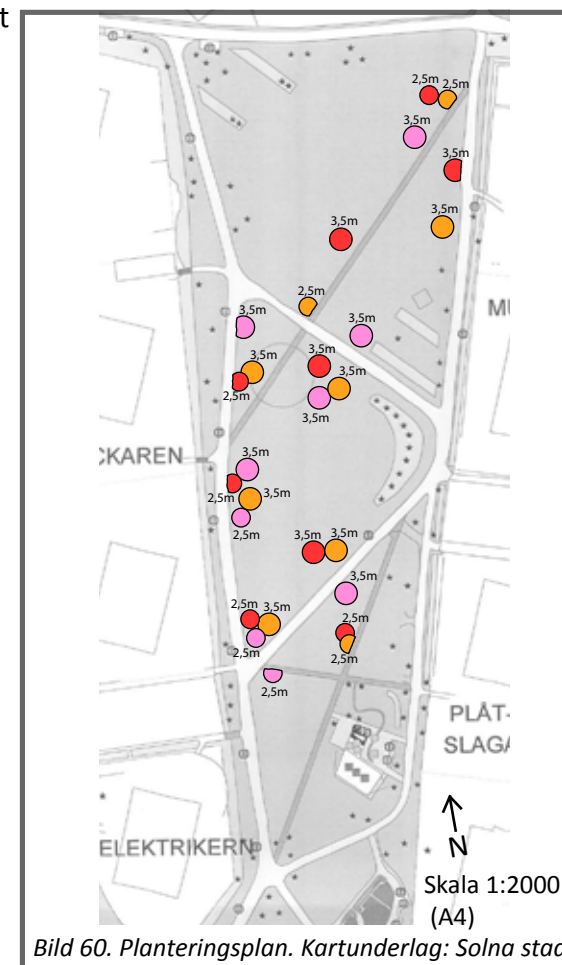 t
2,5m 2,5m
3,5m
3,5m
3,5m
3,5m
2,5m
3,5m
3,5m
3,5m
3,5m
3,5m
2,5m
3,5m
CKAREN
3,5m
2,5m
3,5m
2,5m
3,5m 3,5m
3,5m
2,5m 3,5m
2,5m
2,5m
2,5m
2,5m
PLÅT-
SLAGA
ELEKTRIKERN
N
Skala 1:2000
(A4)
Bild 60. Planteringsplan. Kartunderlag: Solna stad